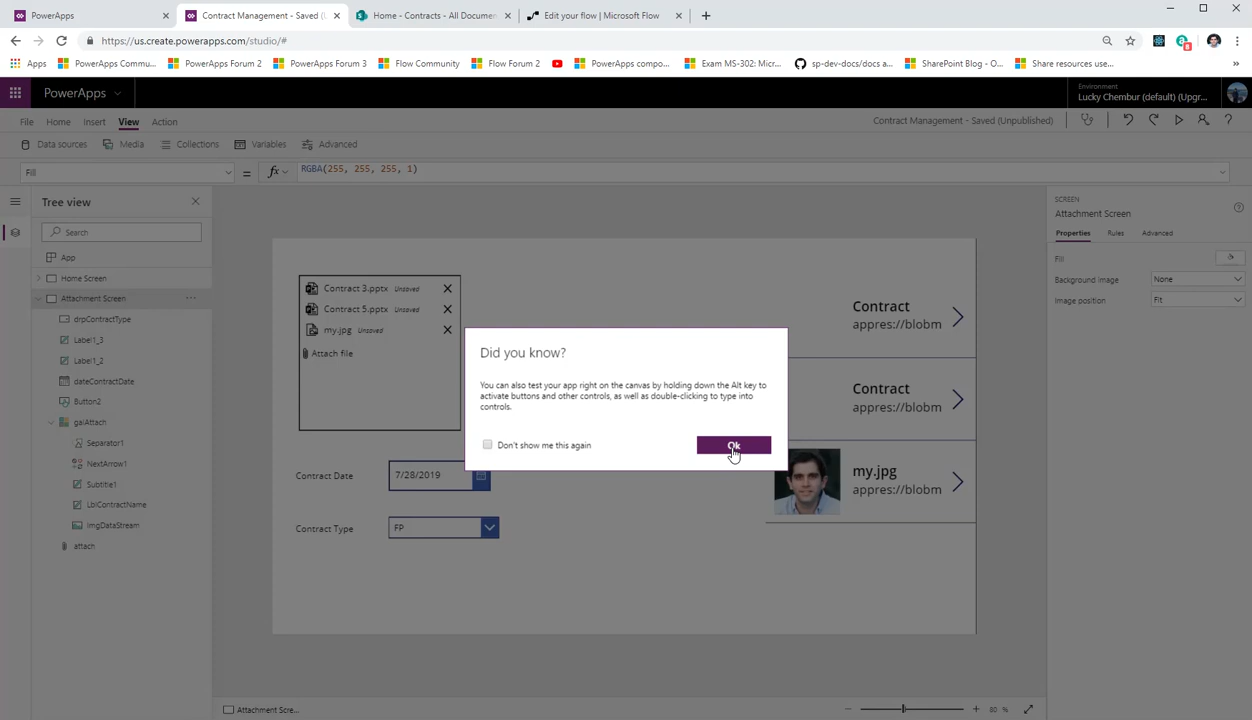 PowerApps
Contract Management - Saved (U
Home - Contracts - All Documen
Edit your flow | Microsoft Flow
https://us.create.powerapps.com/studio/#
Apps
PowerApps Commu...
PowerApps Forum 2
PowerApps Forum 3
Flow Community
Flow Forum 2
PowerApps compo...
Exam MS-302: Micr...
sp-dev-docs/docs a...
SharePoint Blog - O...
Share resources use...
PowerApps
Environment
Lucky Chembur (default) (Upgr...
File Home Insert View Action
Contract Management - Saved (Unpublished)
Data sources Media Collections Variables Advanced
Fill = fx RGBA(255, 255, 255, 1)
Tree view
Search
App
Home Screen
Attachment Screen
drpContractType
Label1_3
Label1_2
dateContractDate
Button2
galAttach
Separator1
NextArrow1
Subtitle1
LblContractName
imgDataStream
attach
Contract 3.pptx Unsaved
Contract 5.pptx Unsaved
my.jpg Unsaved
Attach file
Contract Date 7/28/2019
Contract Type FP
Did you know?
You can also test your app right on the canvas by holding down the Alt key to
activate buttons and other controls, as well as double-clicking to type into
controls.
Don't show me this again
Ok
Contract
appres://blobm
Contract
appres://blobm
my.jpg
appres://blobm
SCREEN
Attachment Screen
Properties Rules Advanced
Fill
Background image None
Image position Fit
Attachment Scree...
80 %